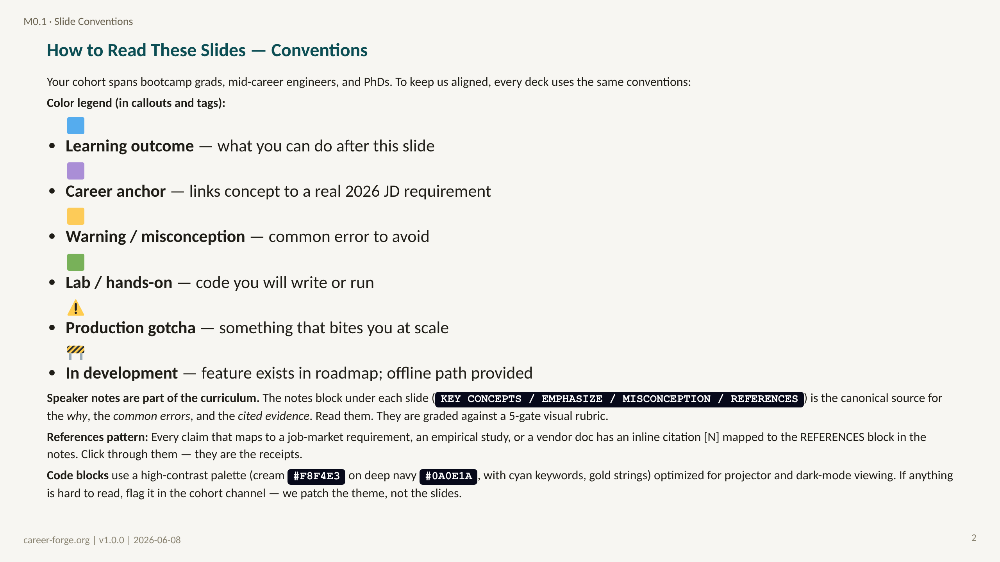 M0.1 · Slide Conventions
How to Read These Slides — Conventions
Your cohort spans bootcamp grads, mid-career engineers, and PhDs. To keep us aligned, every deck uses the same conventions:
Color legend (in callouts and tags):
• Learning outcome — what you can do after this slide
• Career anchor — links concept to a real 2026 JD requirement
• Warning / misconception — common error to avoid
• Lab / hands-on — code you will write or run
• Production gotcha — something that bites you at scale
• In development — feature exists in roadmap; offline path provided
Speaker notes are part of the curriculum. The notes block under each slide (KEY CONCEPTS / EMPHASIZE / MISCONCEPTION / REFERENCES) is the canonical source for
the why, the common errors, and the cited evidence. Read them. They are graded against a 5-gate visual rubric.
References pattern: Every claim that maps to a job-market requirement, an empirical study, or a vendor doc has an inline citation [N] mapped to the REFERENCES block in the
notes. Click through them — they are the receipts.
Code blocks use a high-contrast palette (cream #F8F4E3 on deep navy #0A0E1A, with cyan keywords, gold strings) optimized for projector and dark-mode viewing. If anything
is hard to read, flag it in the cohort channel — we patch the theme, not the slides.
career-forge.org | v1.0.0 | 2026-06-08
2